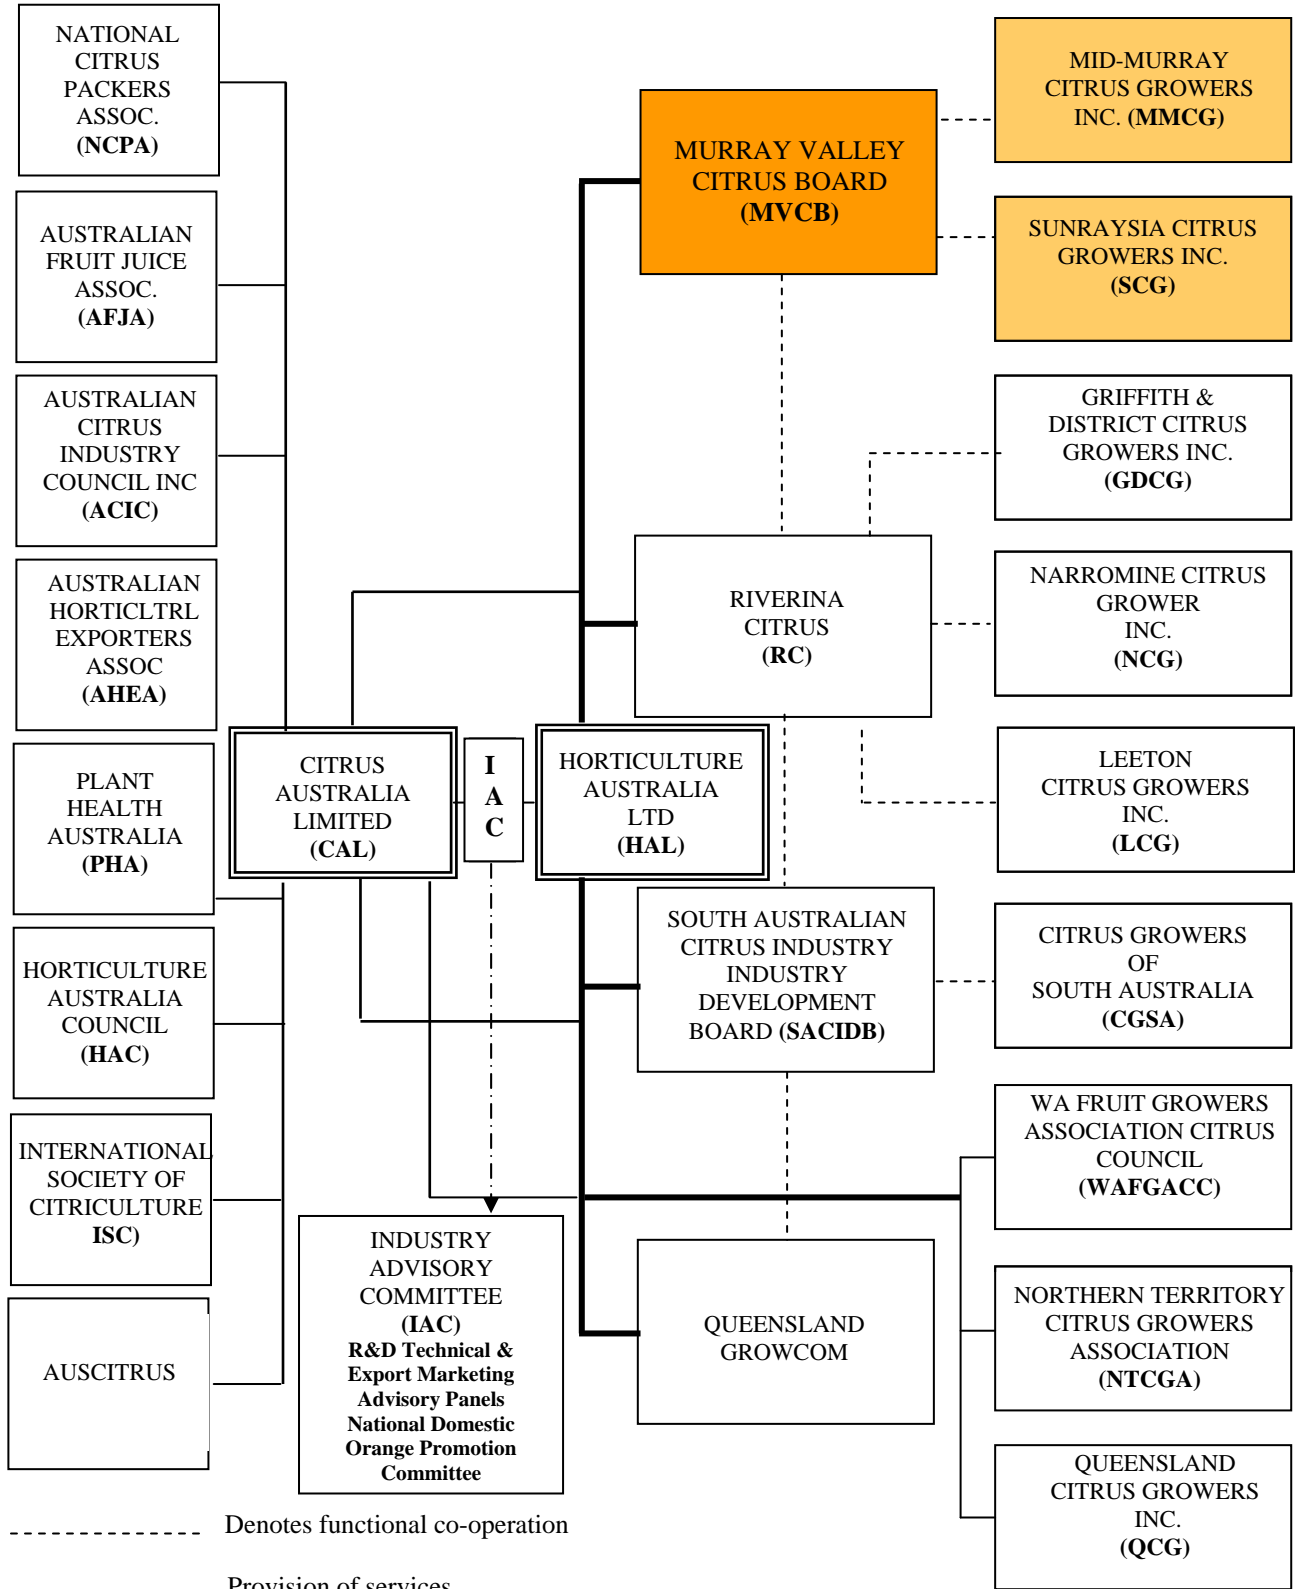 NATIONAL
CITRUS
PACKERS
ASSOC.
(NCPA)
AUSTRALIAN
FRUIT JUICE
ASSOC.
(AFJA)
AUSTRALIAN
CITRUS
INDUSTRY
COUNCIL INC
(ACIC)
AUSTRALIAN
HORTICLTRL
EXPORTERS
ASSOC
(AHEA)
PLANT
HEALTH
AUSTRALIA
(PHA)
HORTICULTURE
AUSTRALIA
COUNCIL
(HAC)
INTERNATIONAL
SOCIETY OF
CITRICULTURE
ISC)
AUSCITRUS
CITRUS
AUSTRALIA
LIMITED
(CAL)
I
A
C
HORTICULTURE
AUSTRALIA
LTD
(HAL)
INDUSTRY
ADVISORY
COMMITTEE
(IAC)
R&D Technical &
Export Marketing
Advisory Panels
National Domestic
Orange Promotion
Committee
MURRAY VALLEY
CITRUS BOARD
(MVCB)
RIVERINA
CITRUS
(RC)
SOUTH AUSTRALIAN
CITRUS INDUSTRY
INDUSTRY
DEVELOPMENT
BOARD (SACIDB)
QUEENSLAND
GROWCOM
MID-MURRAY
CITRUS GROWERS
INC. (MMCG)
SUNRAYSIA CITRUS
GROWERS INC.
(SCG)
GRIFFITH &
DISTRICT CITRUS
GROWERS INC.
(GDCG)
NARROMINE CITRUS
GROWER
INC.
(NCG)
LEETON
CITRUS GROWERS
INC.
(LCG)
CITRUS GROWERS
OF
SOUTH AUSTRALIA
(CGSA)
WA FRUIT GROWERS
ASSOCIATION CITRUS
COUNCIL
(WAFGACC)
NORTHERN TERRITORY
CITRUS GROWERS
ASSOCIATION
(NTCGA)
QUEENSLAND
CITRUS GROWERS
INC.
(QCG)
Denotes functional co-operation
Provision of services